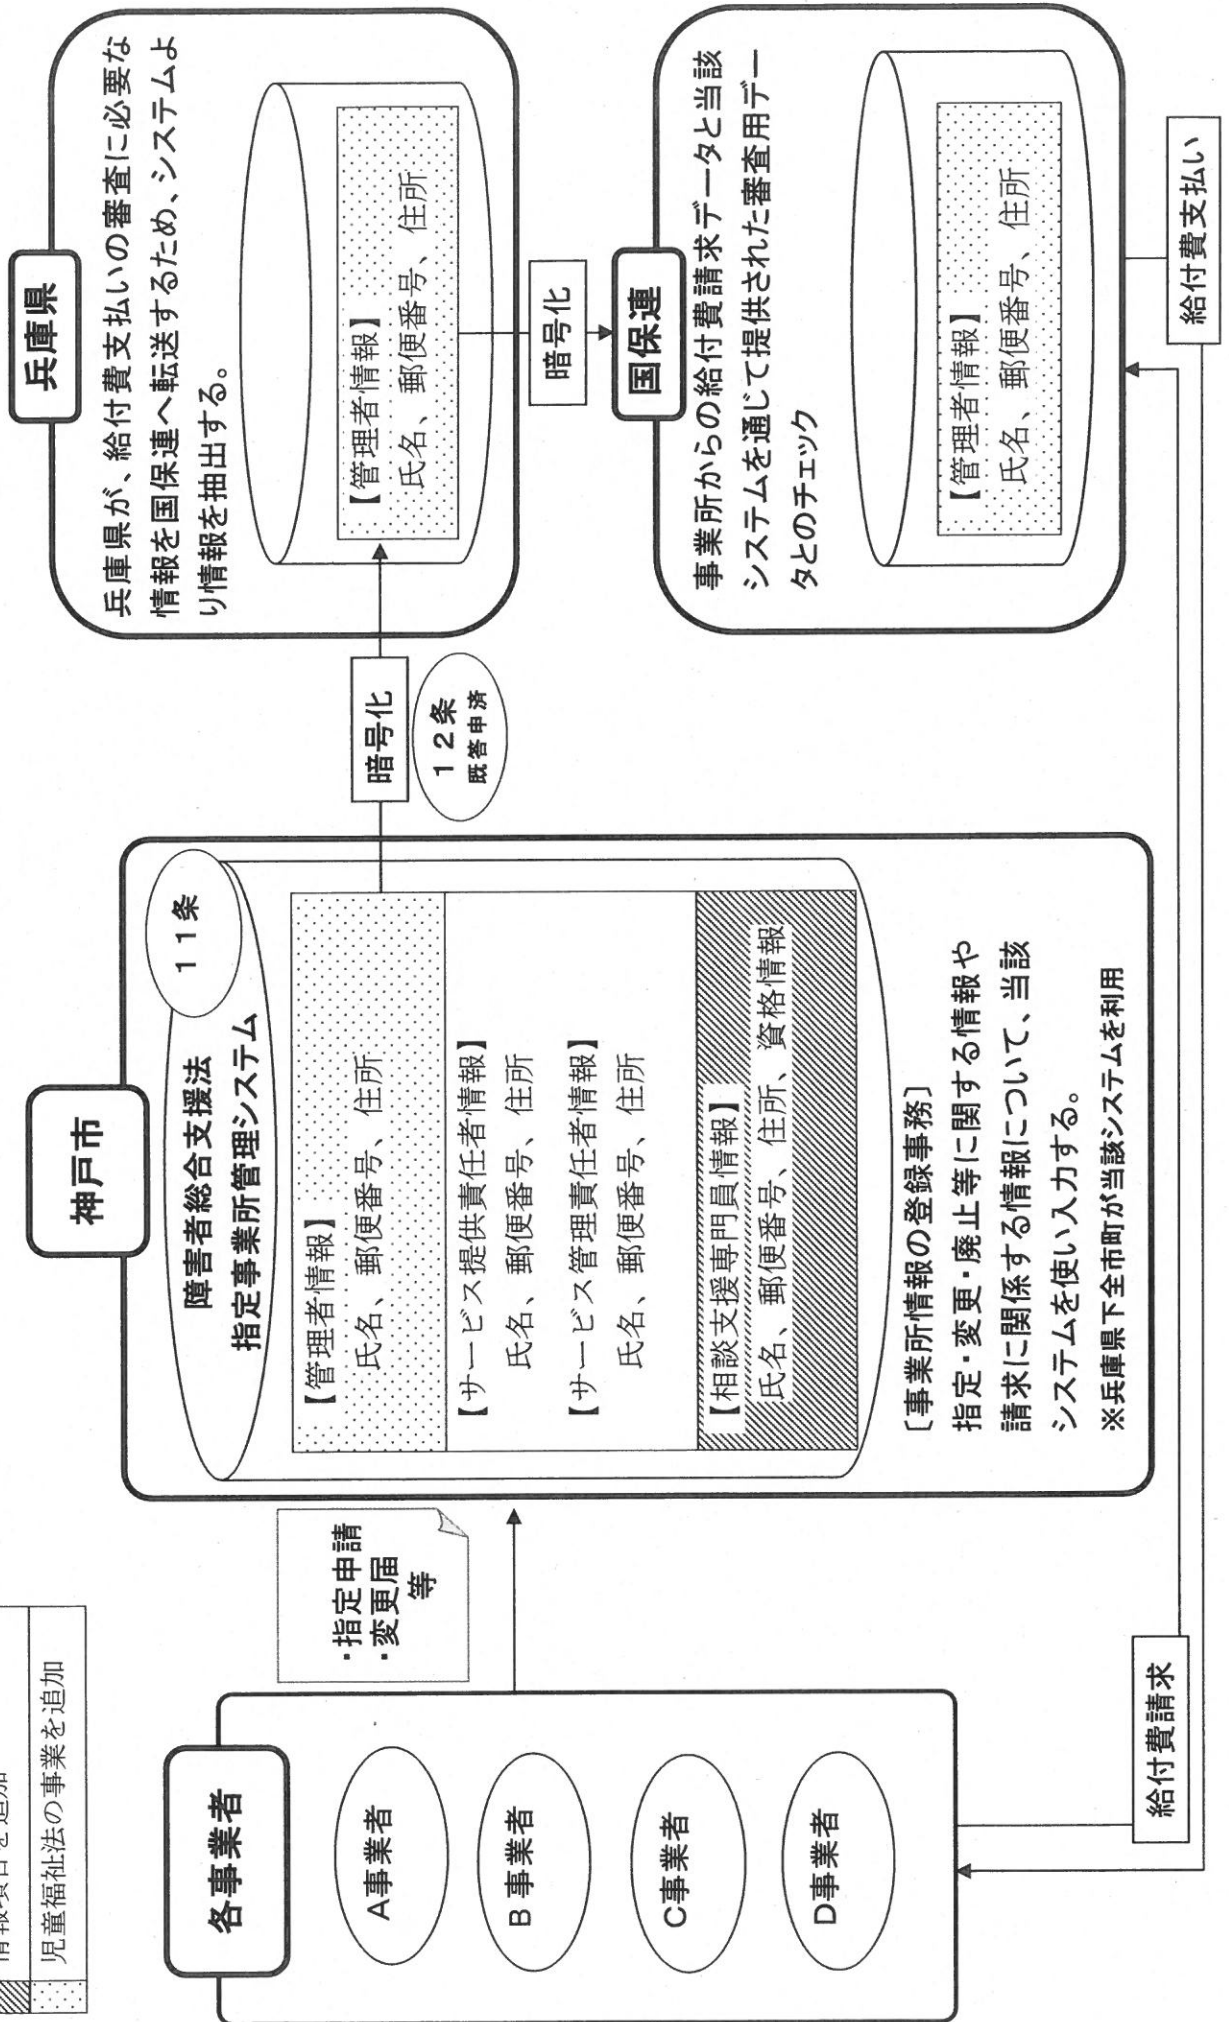 情報項目を追加
児童福祉法の事業を追加
各事業者
A事業者
B事業者
C事業者
D事業者
・指定申請
・変更届
等
神戸市
障害者総合支援法
指定事業所管理システム
11条
【管理者情報】
氏名、郵便番号、住所
【サービス提供責任者情報】
氏名、郵便番号、住所
【サービス管理責任者情報】
氏名、郵便番号、住所
【相談支援専門員情報】
氏名、郵便番号、住所、資格情報
〔事業所情報の登録事務〕
指定・変更・廃止等に関する情報や
請求に関係する情報について、当該
システムを使い入力する。
※兵庫県下全市町が当該システムを利用
暗号化
12条
既答申済
兵庫県
兵庫県が、給付費支払いの審査に必要な
情報を国保連へ転送するため、システムよ
り情報を抽出する。
【管理者情報】
氏名、郵便番号、住所
暗号化
国保連
事業所からの給付費請求データと当該
システムを通じて提供された審査用デー
タとのチェック
【管理者情報】
氏名、郵便番号、住所
給付費請求
給付費支払い